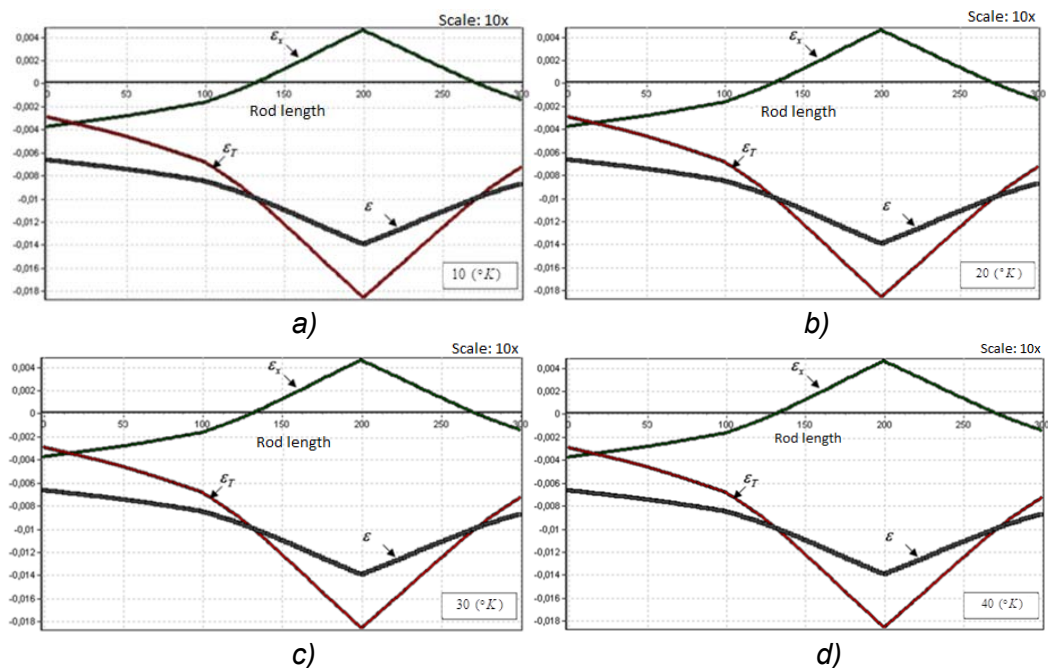 Scale: 10x
0,004
0,002
0
-0,002
-0,004
-0,006
-0,008
-0,01
-0,012
-0,014
-0,016
-0,018
0 50 100 150 200 250 300
εx
Rod length
εT
ε
10 (°K)
a)
Scale: 10x
0,004
0,002
0
-0,002
-0,004
-0,006
-0,008
-0,01
-0,012
-0,014
-0,016
-0,018
0 50 100 150 200 250 300
εx
Rod length
εT
ε
20 (°K)
b)
Scale: 10x
0,004
0,002
0
-0,002
-0,004
-0,006
-0,008
-0,01
-0,012
-0,014
-0,016
-0,018
0 50 100 150 200 250 300
εx
Rod length
εT
ε
30 (°K)
c)
Scale: 10x
0,004
0,002
0
-0,002
-0,004
-0,006
-0,008
-0,01
-0,012
-0,014
-0,016
-0,018
0 50 100 150 200 250 300
εx
Rod length
εT
ε
40 (°K)
d)